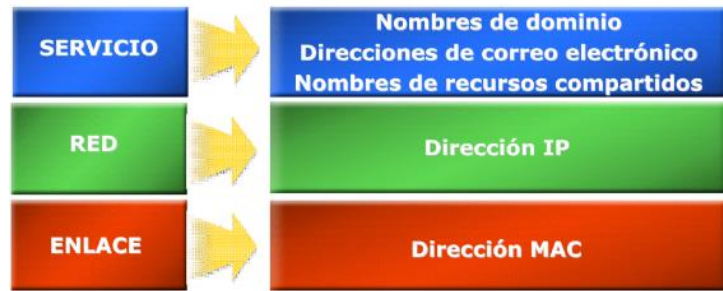 SERVICIO
Nombres de dominio
Direcciones de correo electrónico
Nombres de recursos compartidos
RED
Dirección IP
ENLACE
Dirección MAC